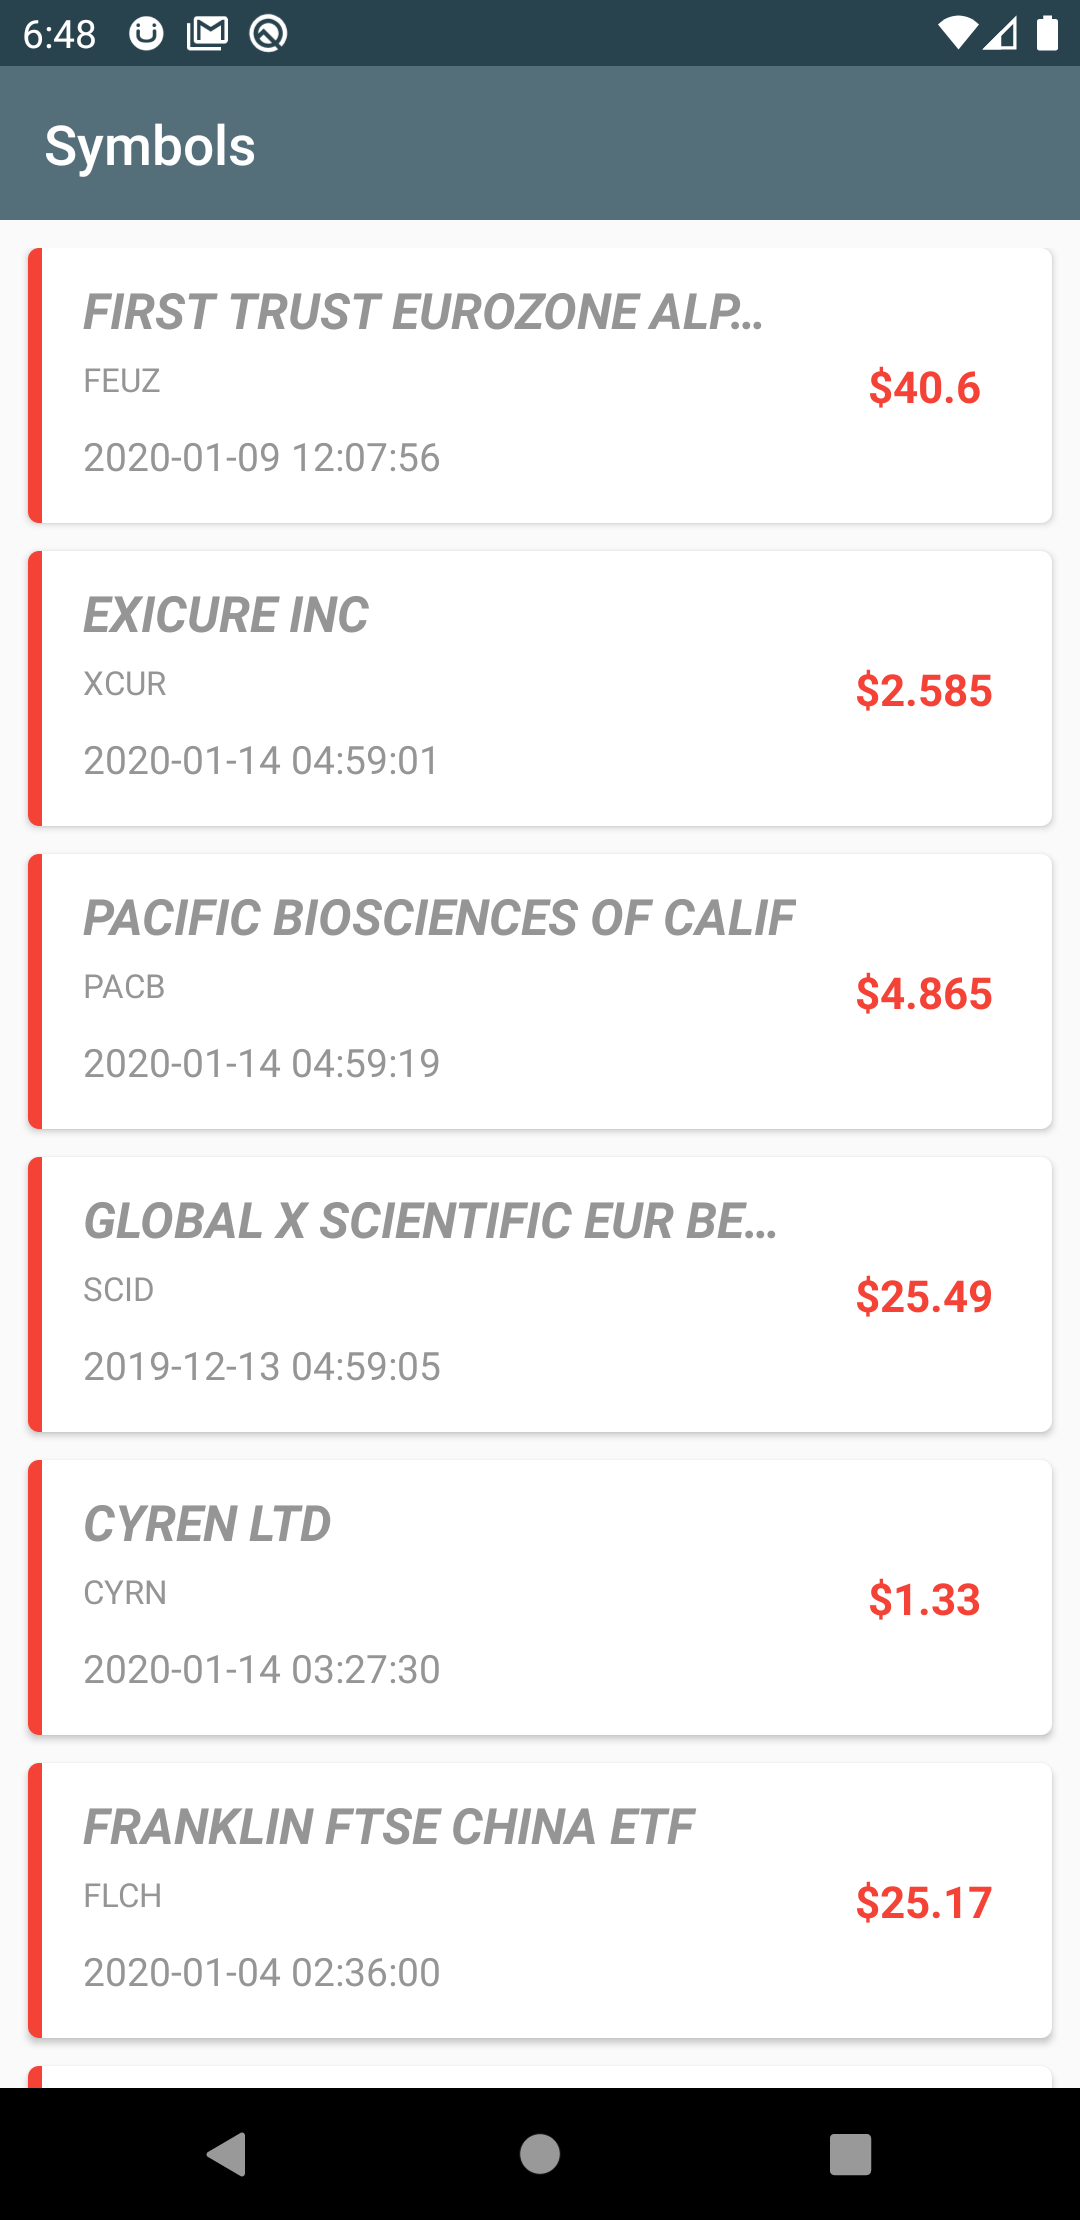 6:48
Symbols
FIRST TRUST EUROZONE ALP...
FEUZ
$40.6
2020-01-09 12:07:56
EXICURE INC
XCUR
$2.585
2020-01-14 04:59:01
PACIFIC BIOSCIENCES OF CALIF
PACB
$4.865
2020-01-14 04:59:19
GLOBAL X SCIENTIFIC EUR BE...
SCID
$25.49
2019-12-13 04:59:05
CYREN LTD
CYRN
$1.33
2020-01-14 03:27:30
FRANKLIN FTSE CHINA ETF
FLCH
$25.17
2020-01-04 02:36:00